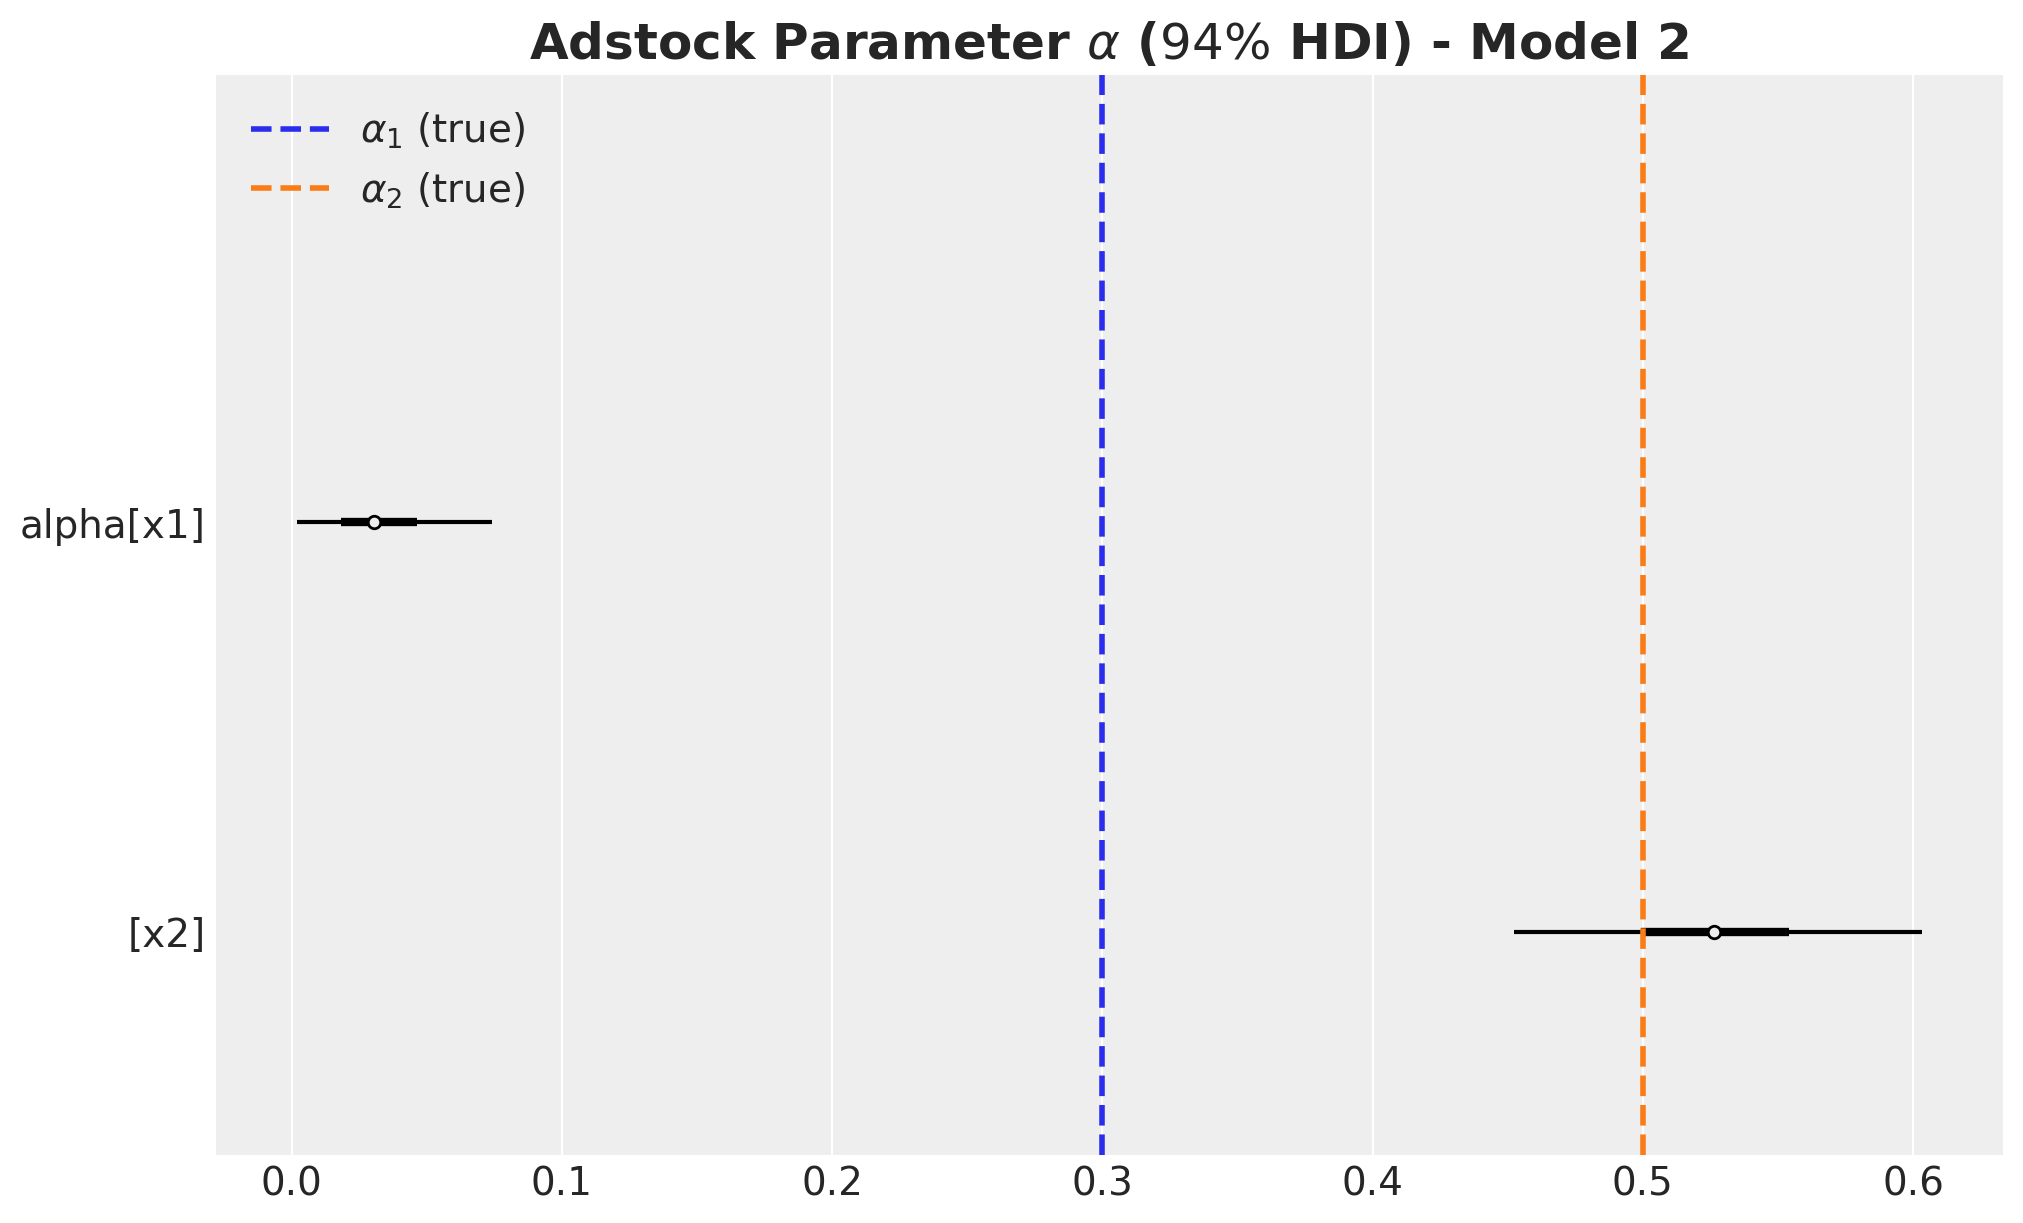 Adstock Parameter α (94% HDI) - Model 2
α₁ (true)
α₂ (true)
alpha[x1]
[x2]
0.0 0.1 0.2 0.3 0.4 0.5 0.6